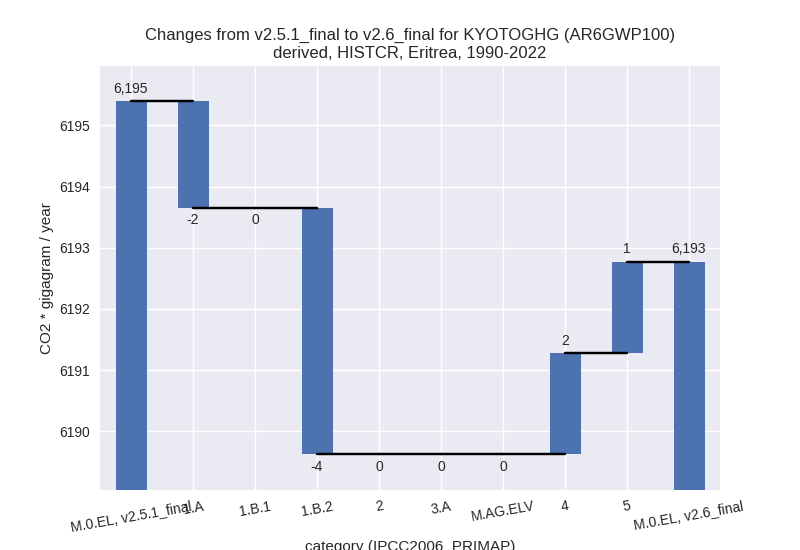 Changes from v2.5.1_final to v2.6_final for KYOTOGHG (AR6GWP100)
derived, HISTCR, Eritrea, 1990-2022
6,195
6195
6194
-2
0
6193
1
6,193
6192
2
6191
6190
-4
0
0
0
CO2 * gigagram / year
M.0.EL, v2.5.1_final
1.A
1.B.1
1.B.2
2
3.A
M.AG.ELV
4
5
M.0.EL, v2.6_final
category (IPCC2006_PRIMAP)